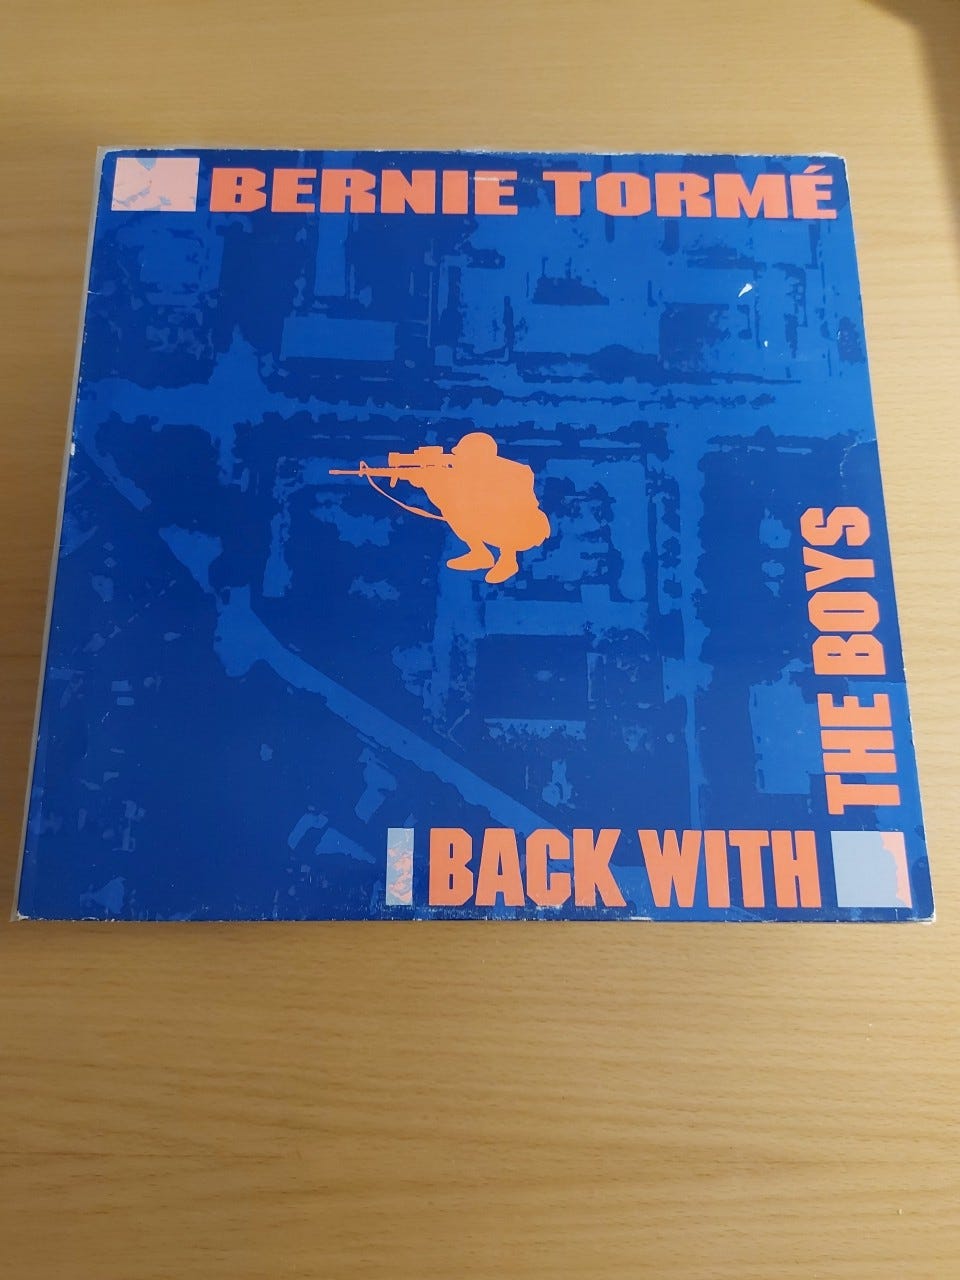 BERNIE TORMÉ
BACK WITH
THE BOYS